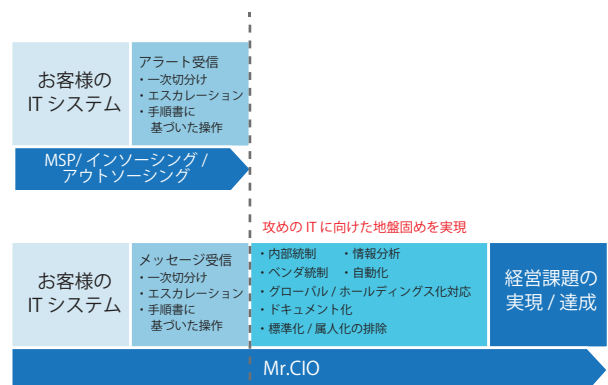 お客様の
IT システム
アラート受信
・一次切分け
・エスカレーション
・手順書に
基づいた操作
MSP/ インソーシング /
アウトソーシング
攻めの IT に向けた地盤固めを実現
お客様の
IT システム
メッセージ受信
・一次切分け
・エスカレーション
・手順書に
基づいた操作
・内部統制 ・情報分析
・ベンダ統制 ・自動化
・グローバル / ホールディングス化対応
・ドキュメント化
・標準化 / 属人化の排除
経営課題の
実現 / 達成
Mr.CIO